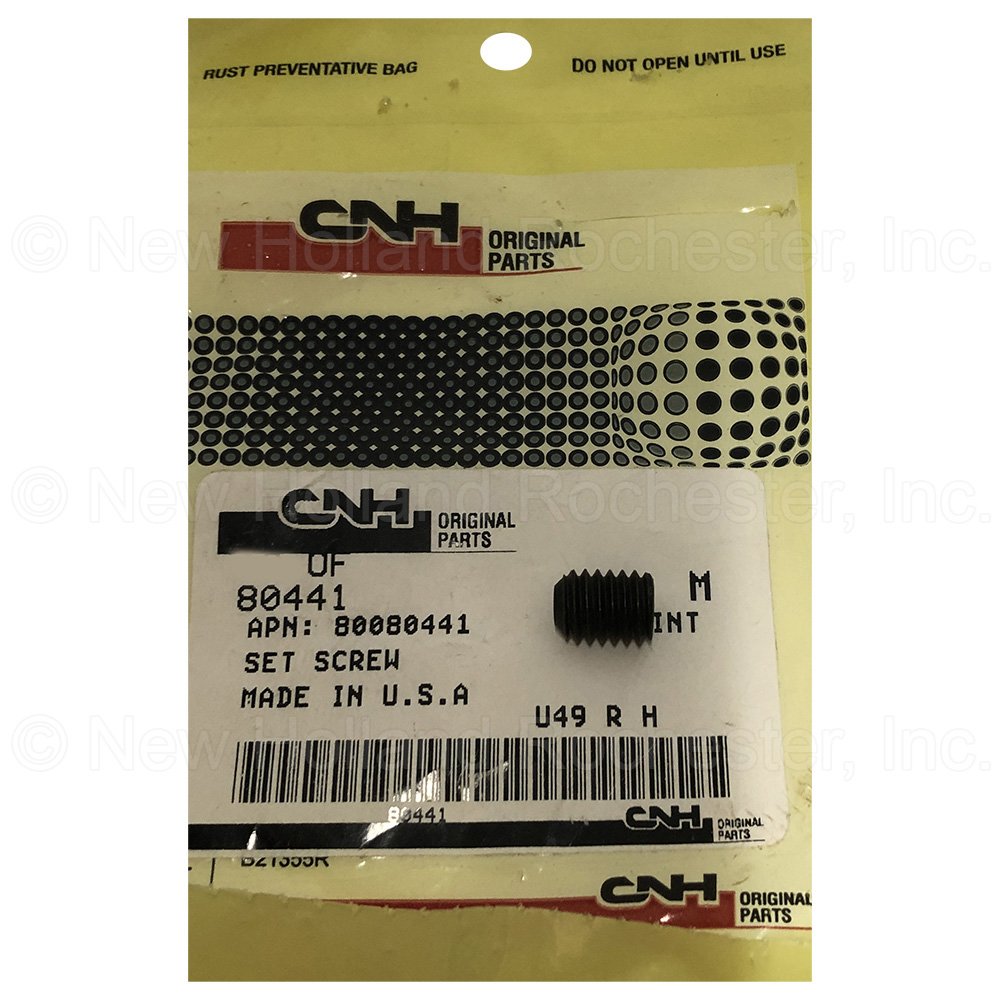 RUST PREVENTATIVE BAG
DO NOT OPEN UNTIL USE
CNH ORIGINAL PARTS
© New Holland Rochester, Inc.
CNH ORIGINAL PARTS
© New Holland Rochester, Inc.
OF
80441
M
APN: 80080441
INT
SET SCREW
MADE IN U.S.A
U49 R H
© New Holland Rochester, Inc.
80441
CNH ORIGINAL PARTS
B21355R
CNH ORIGINAL PARTS